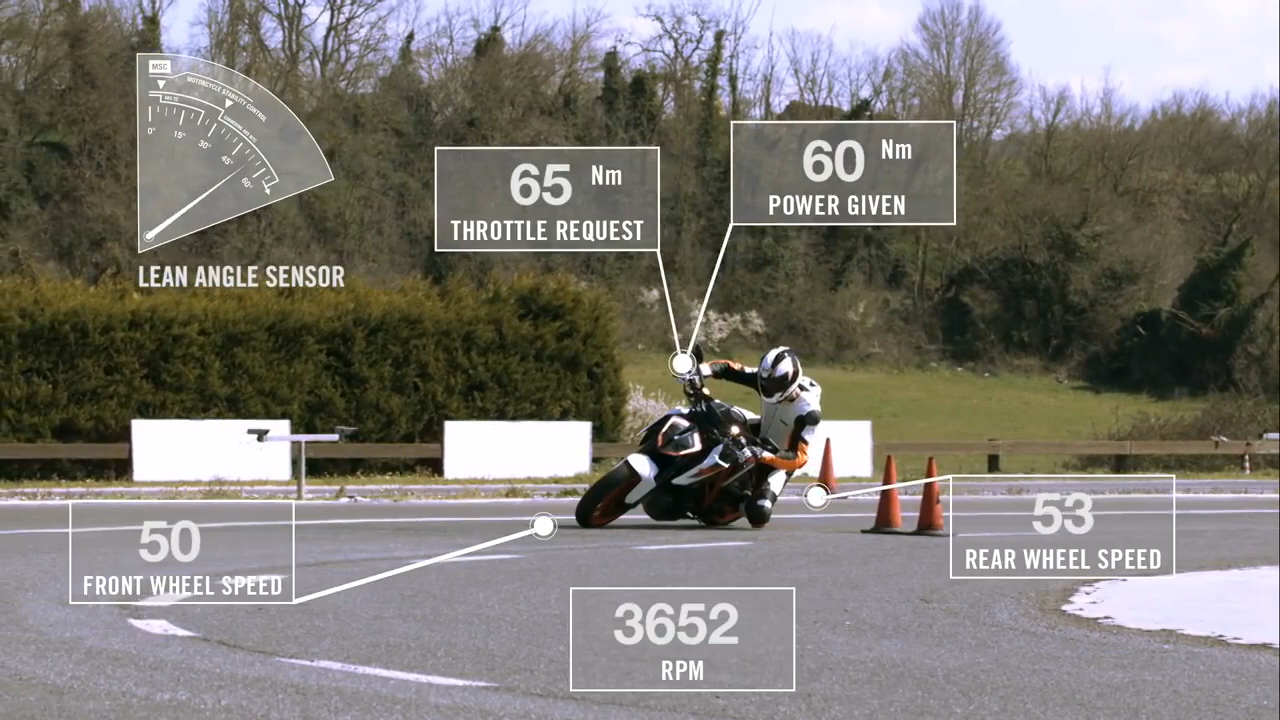 MSC
MOTORCYCLE STABILITY CONTROL
0°
15°
30°
45°
60°
LEAN ANGLE SENSOR
65 Nm
THROTTLE REQUEST
60 Nm
POWER GIVEN
50
FRONT WHEEL SPEED
53
REAR WHEEL SPEED
3652
RPM